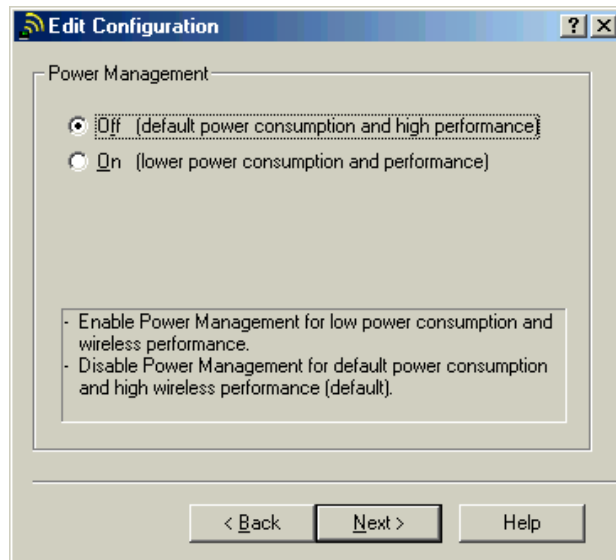 Edit Configuration
Power Management
Off (default power consumption and high performance)
On (lower power consumption and performance)
- Enable Power Management for low power consumption and
wireless performance.
- Disable Power Management for default power consumption
and high wireless performance (default).
< Back
Next >
Help